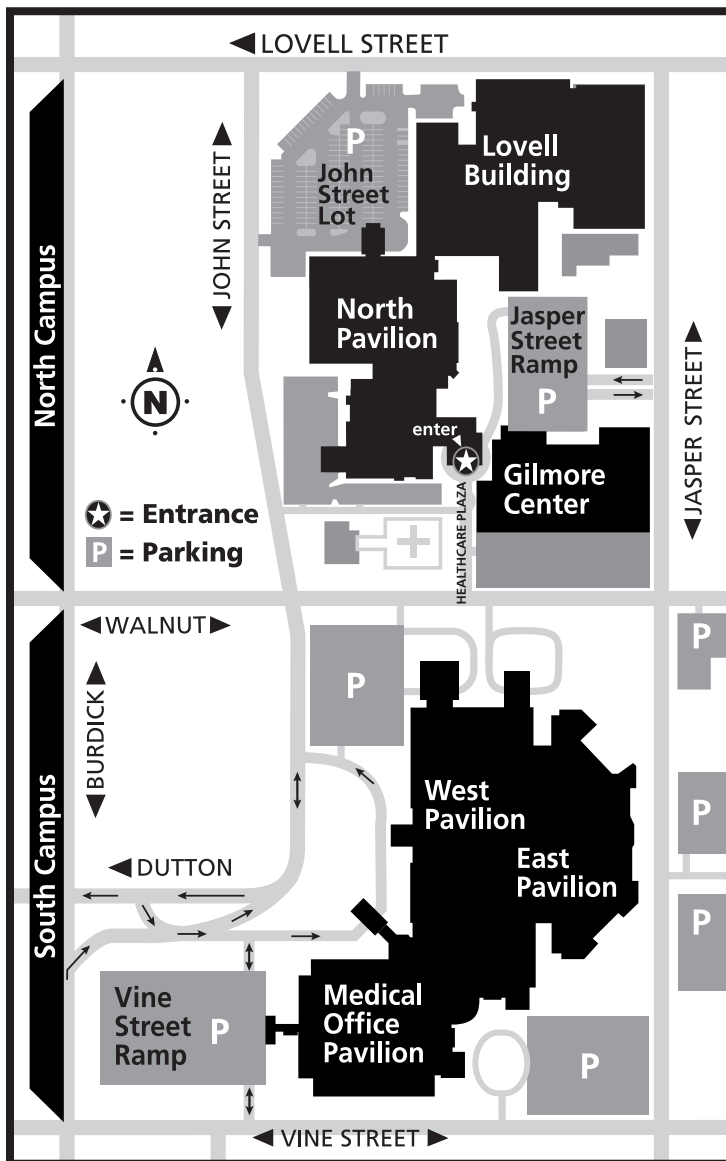 LOVELL STREET
JOHN STREET
P
John
Street
Lot
Lovell
Building
North Campus
North
Pavilion
Jasper
Street
Ramp
P
JASPER STREET
N
enter
Gilmore
Center
= Entrance
P = Parking
HEALTHCARE PLAZA
WALNUT
P
P
BURDICK
South Campus
West
Pavilion
P
East
Pavilion
DUTTON
P
Vine
Street
Ramp
P
Medical
Office
Pavilion
P
VINE STREET